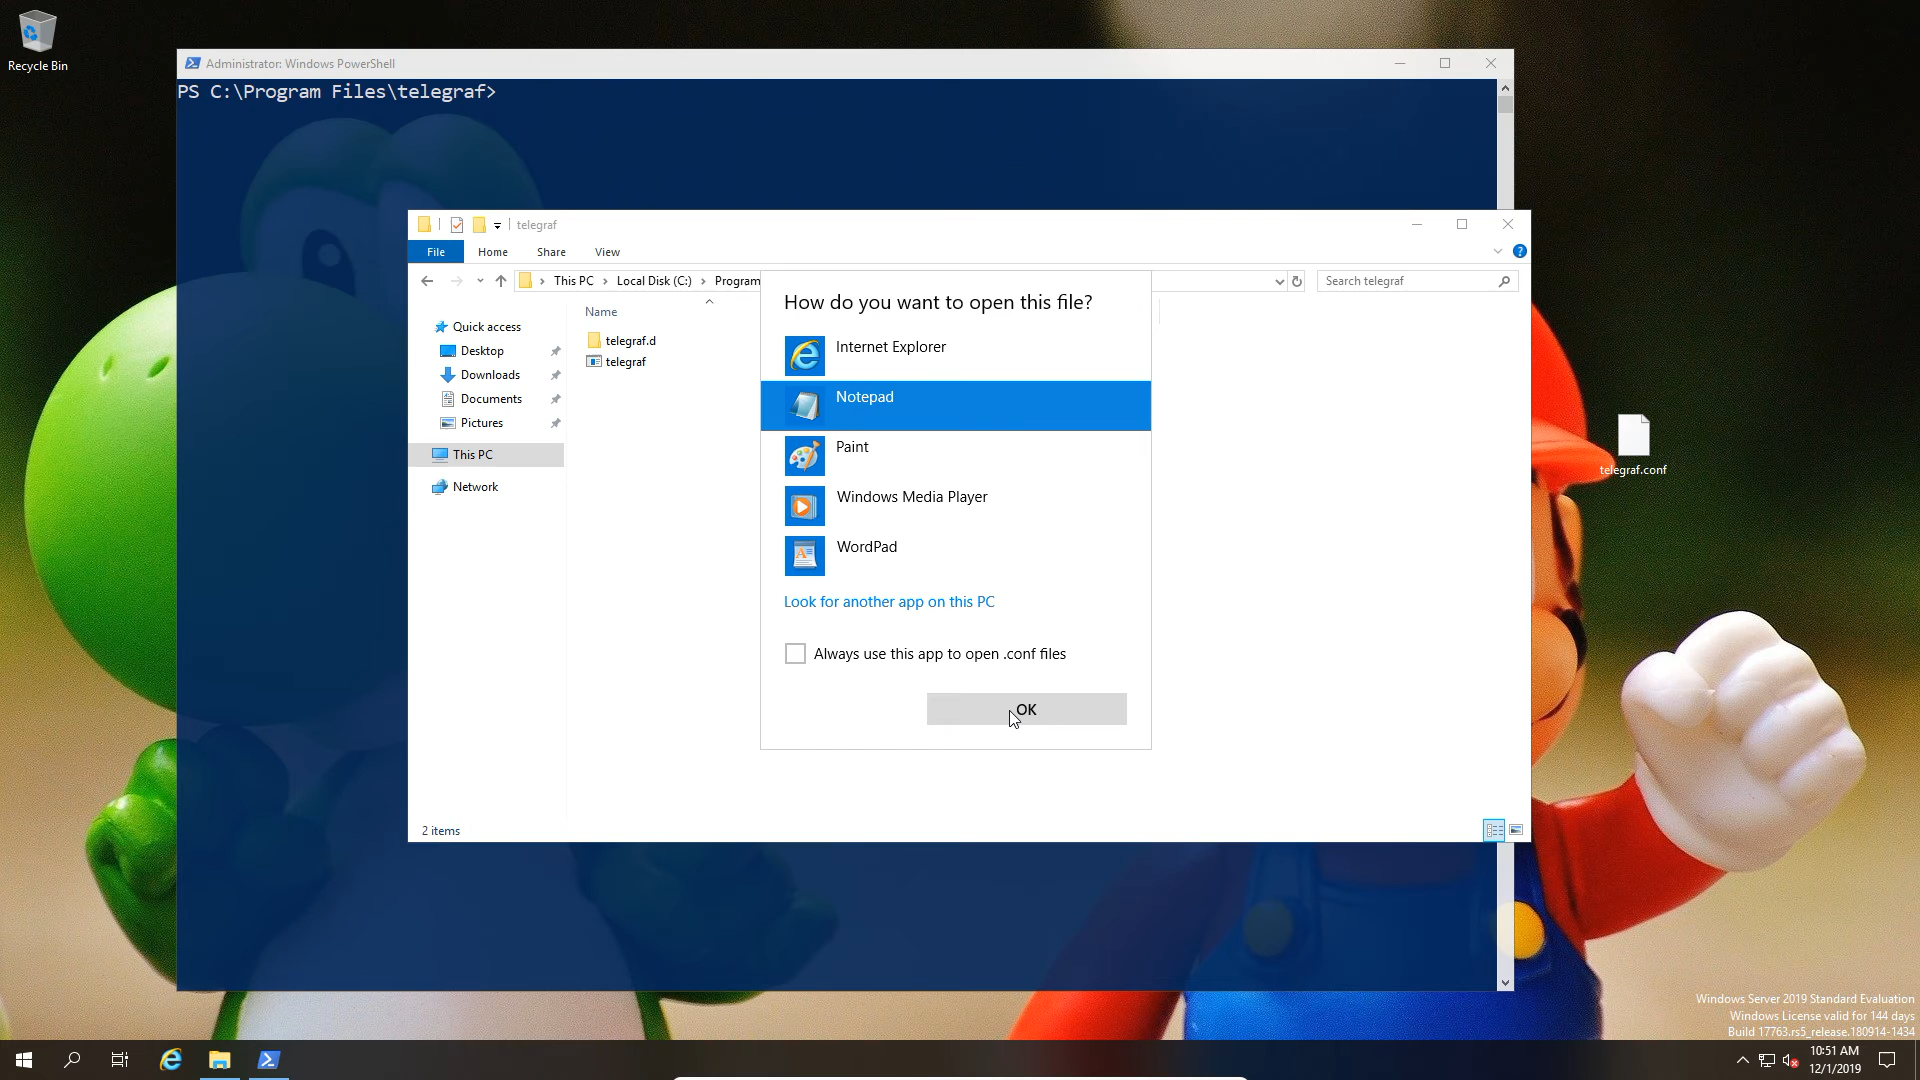 Recycle Bin
Administrator: Windows PowerShell
PS C:\Program Files\telegraf>
telegraf
File
Home
Share
View
This PC
Local Disk (C:)
Program
Search telegraf
Name
Quick access
Desktop
Downloads
Documents
Pictures
This PC
Network
telegraf.d
telegraf
2 items
How do you want to open this file?
Internet Explorer
Notepad
Paint
Windows Media Player
WordPad
Look for another app on this PC
Always use this app to open .conf files
OK
telegraf.conf
Windows Server 2019 Standard Evaluation
Windows License valid for 144 days
Build 17763.rs5_release.180914-1434
10:51 AM
12/1/2019